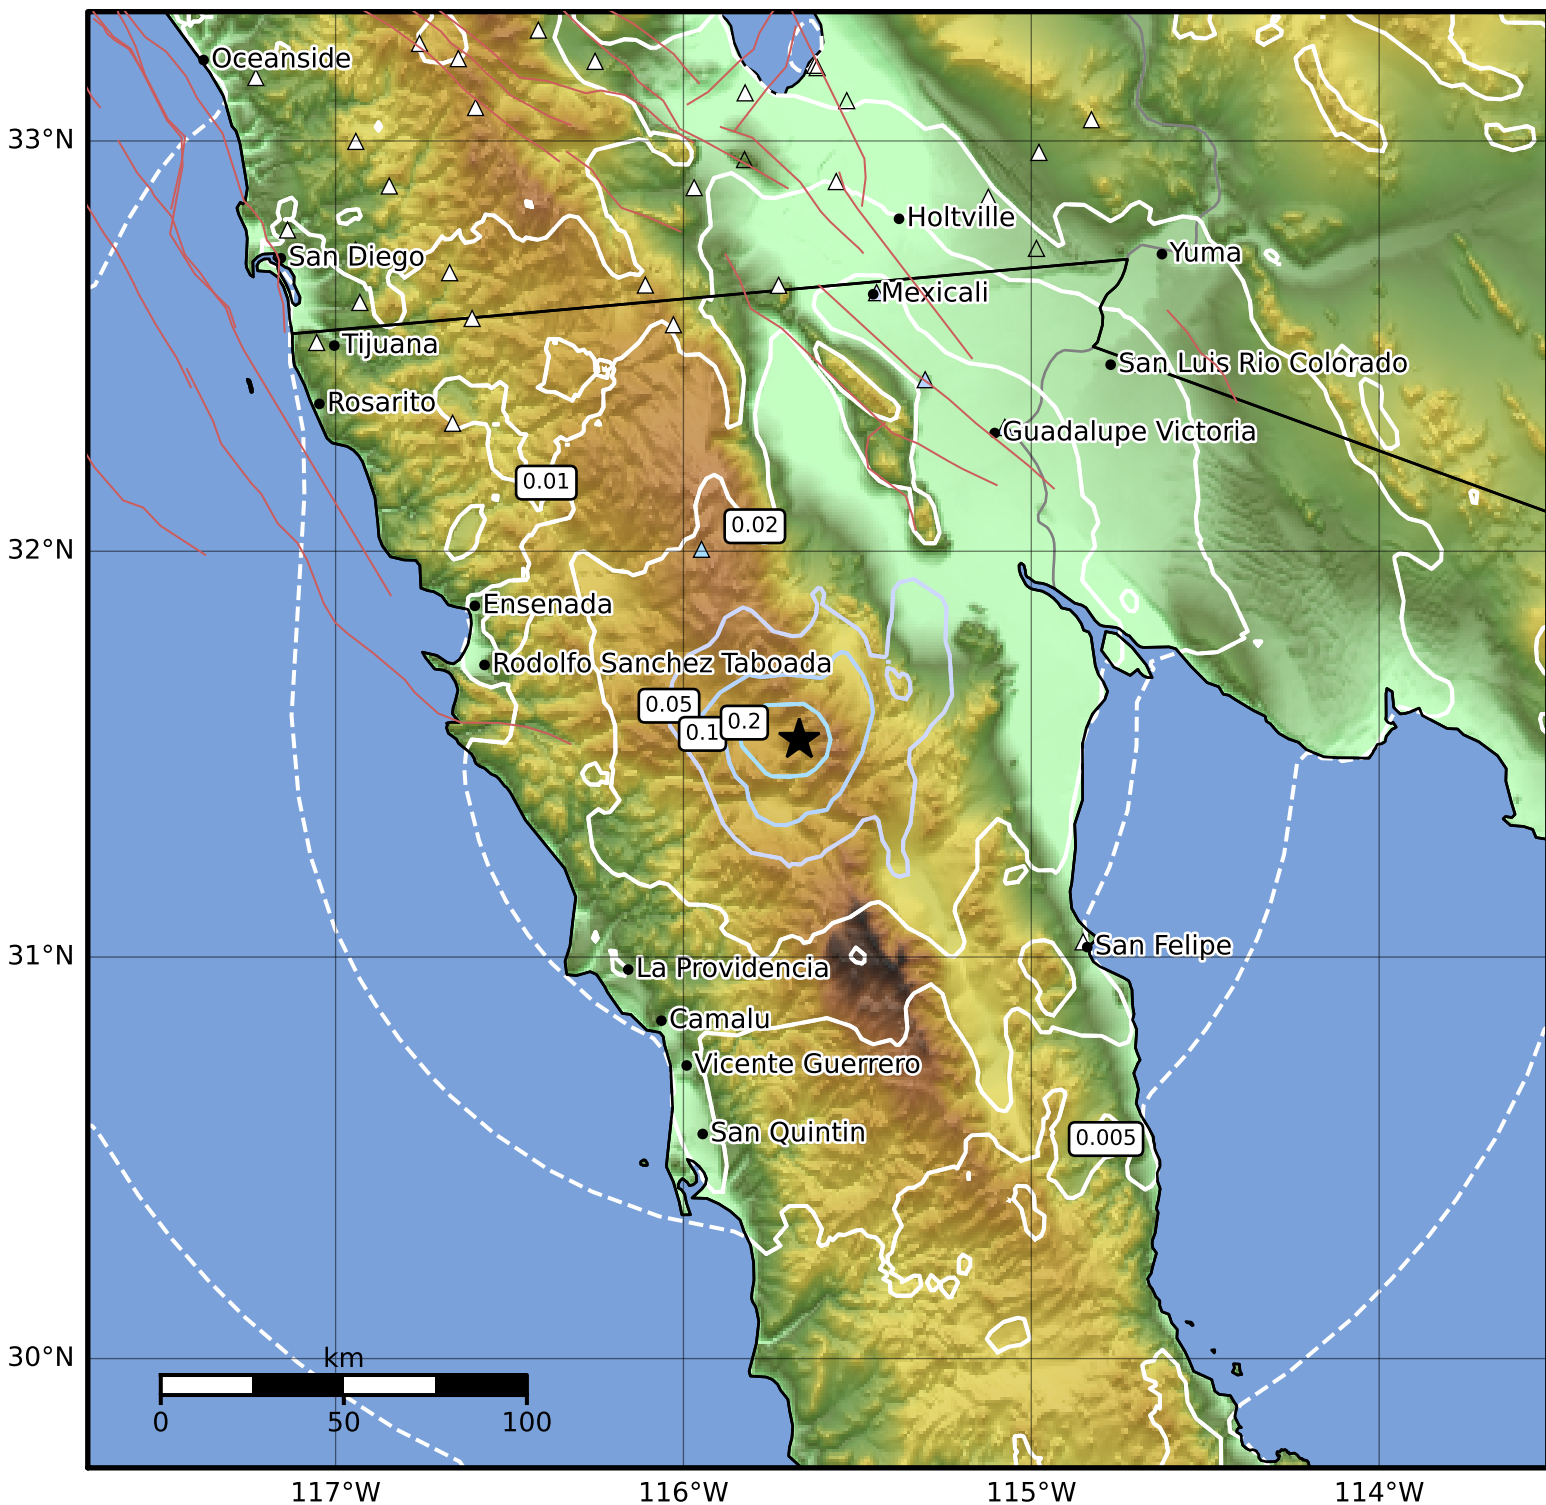 Oceanside
33°N
Holtville
Yuma
San Diego
Mexicali
Tijuana
San Luis Rio Colorado
Rosarito
Guadalupe Victoria
0.01
0.02
32°N
Ensenada
Rodolfo Sanchez Taboada
0.05
0.1
0.2
San Felipe
31°N
La Providencia
Camalu
Vicente Guerrero
San Quintin
0.005
30°N
km
0 50 100
117°W 116°W 115°W 114°W